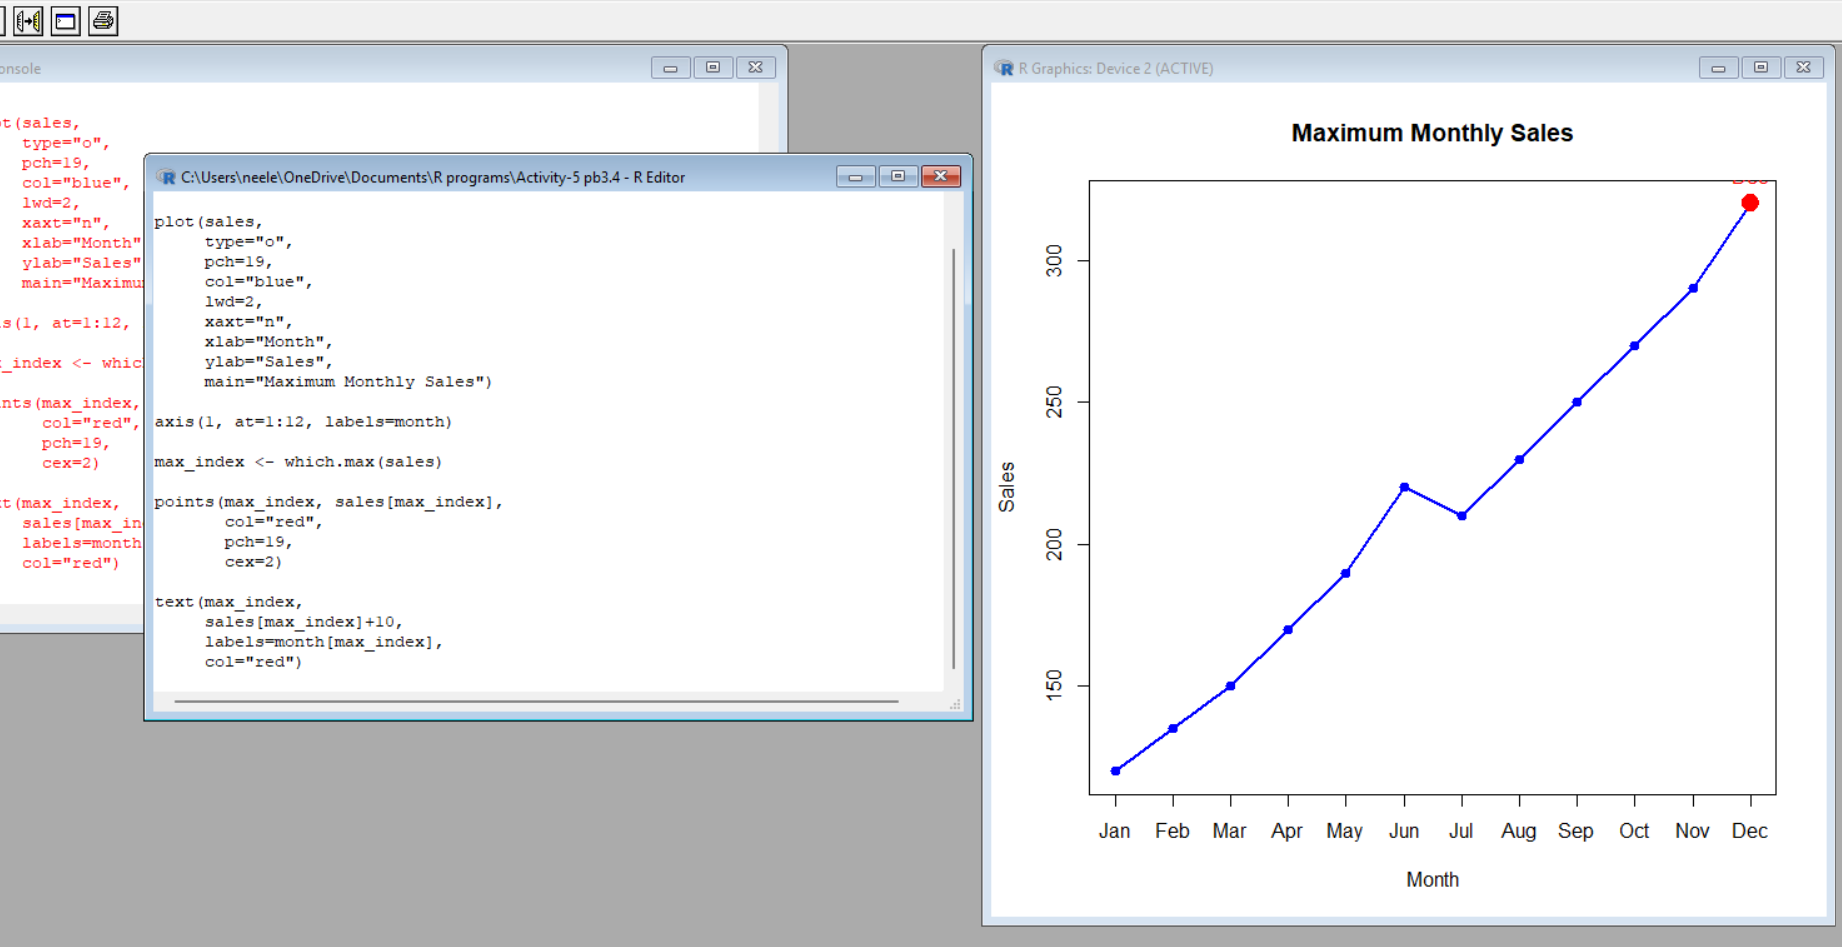 onsole
t(sales,
type="o",
pch=19,
col="blue",
lwd=2,
xaxt="n",
xlab="Month"
ylab="Sales"
main="Maximu
s(1, at=1:12,
_index <- whic
nts(max_index,
col="red",
pch=19,
cex=2)
t(max_index,
sales[max_in
labels=month
col="red")
C:\Users\neele\OneDrive\Documents\R programs\Activity-5 pb3.4 - R Editor
plot(sales,
type="o",
pch=19,
col="blue",
lwd=2,
xaxt="n",
xlab="Month",
ylab="Sales",
main="Maximum Monthly Sales")
axis(1, at=1:12, labels=month)
max_index <- which.max(sales)
points(max_index, sales[max_index],
col="red",
pch=19,
cex=2)
text(max_index,
sales[max_index]+10,
labels=month[max_index],
col="red")
R Graphics: Device 2 (ACTIVE)
Maximum Monthly Sales
300
250
200
150
Sales
Jan Feb Mar Apr May Jun Jul Aug Sep Oct Nov Dec
Month